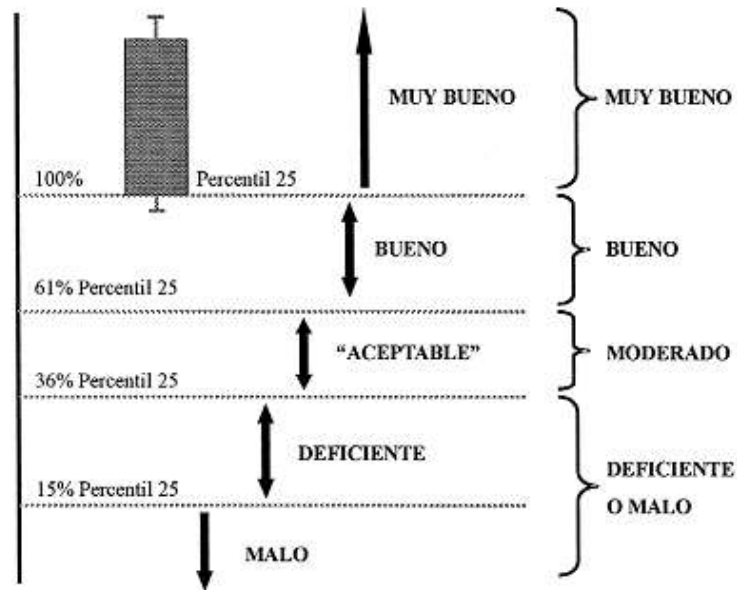 MUY BUENO
MUY BUENO
100%
Percentil 25
BUENO
BUENO
61% Percentil 25
“ACEPTABLE”
MODERADO
36% Percentil 25
DEFICIENTE
DEFICIENTE
O MALO
15% Percentil 25
MALO